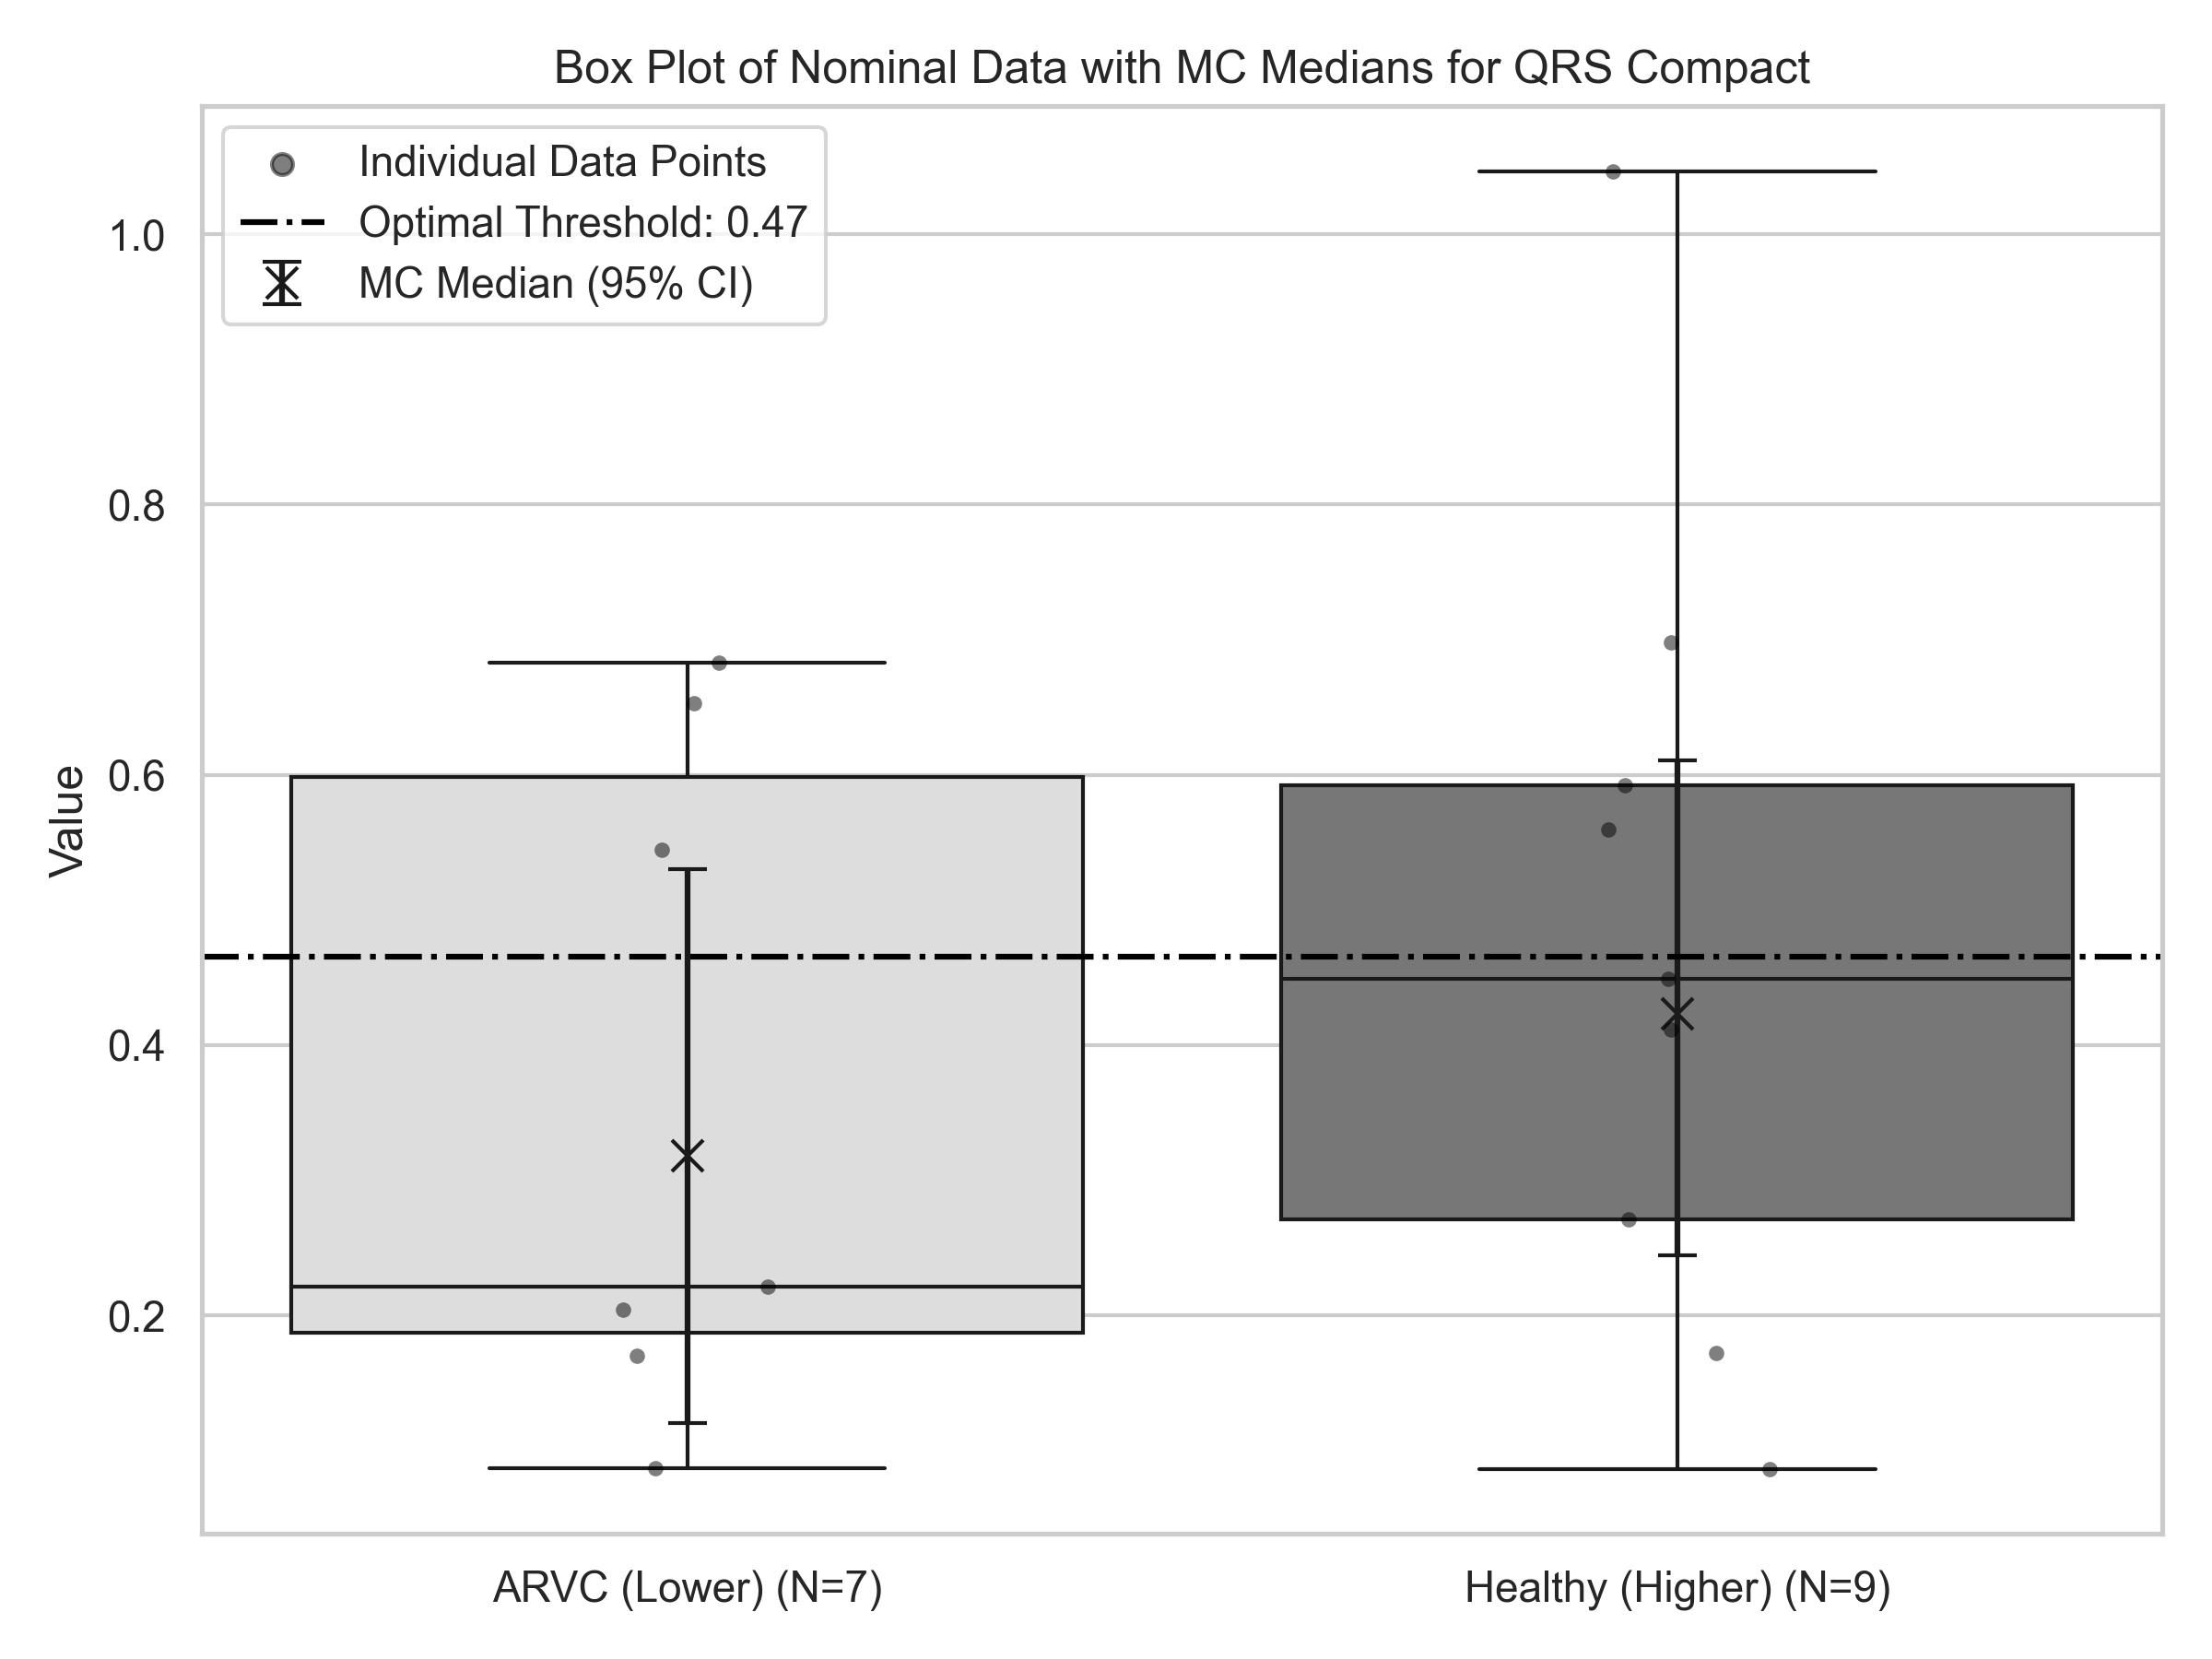 Box Plot of Nominal Data with MC Medians for QRS Compact
Individual Data Points
Optimal Threshold: 0.47
MC Median (95% CI)
Value
1.0
0.8
0.6
0.4
0.2
ARVC (Lower) (N=7)
Healthy (Higher) (N=9)